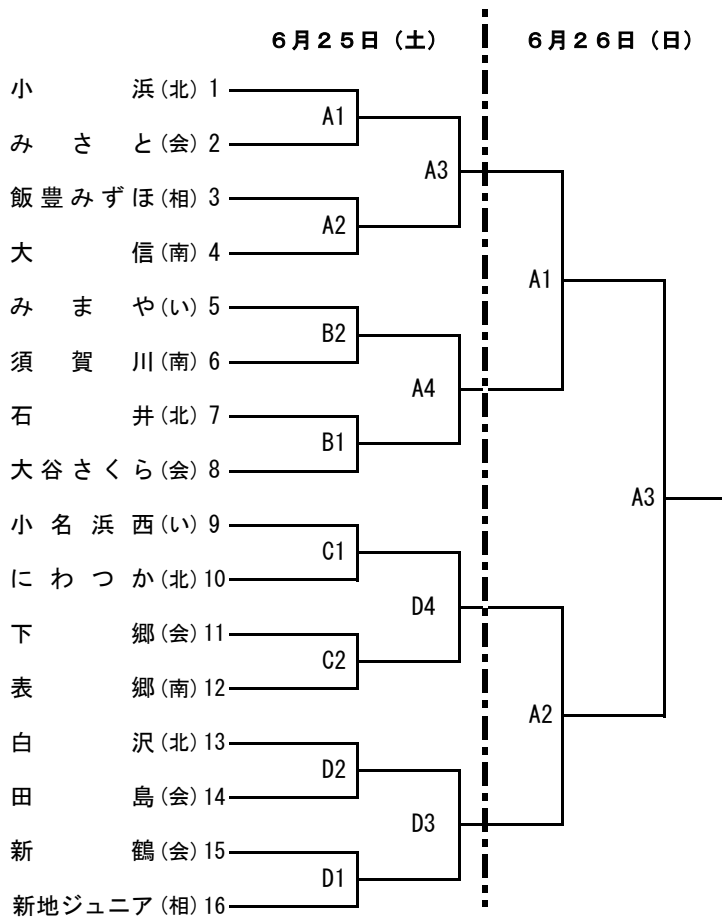 6月25日（土） 6月26日（日）
小浜(北) 1
A1
みさと(会) 2
A3
飯豊みずほ(相) 3
A2
大信(南) 4
A1
みまや(い) 5
B2
須賀川(南) 6
A4
石井(北) 7
B1
大谷さくら(会) 8
A3
小名浜西(い) 9
C1
にわつか(北) 10
D4
下郷(会) 11
C2
表郷(南) 12
A2
白沢(北) 13
D2
田島(会) 14
D3
新鶴(会) 15
D1
新地ジュニア(相) 16